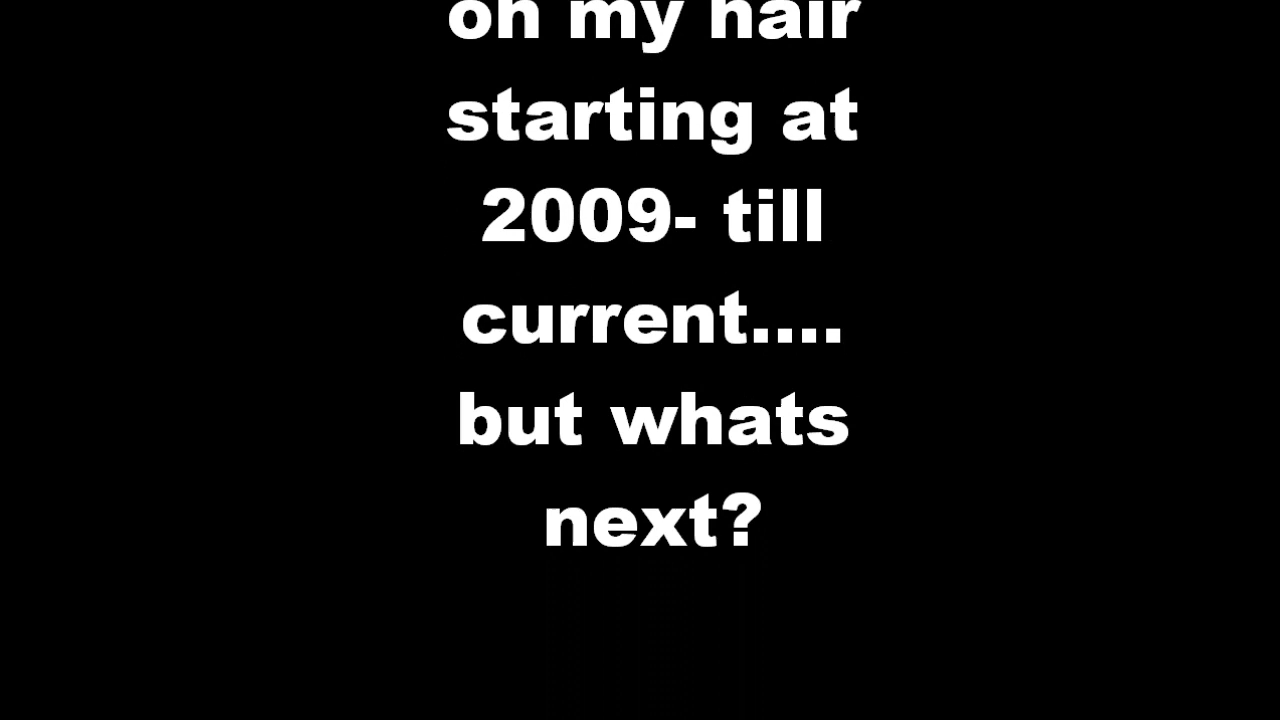 oh my hair
starting at
2009- till
current....
but whats
next?